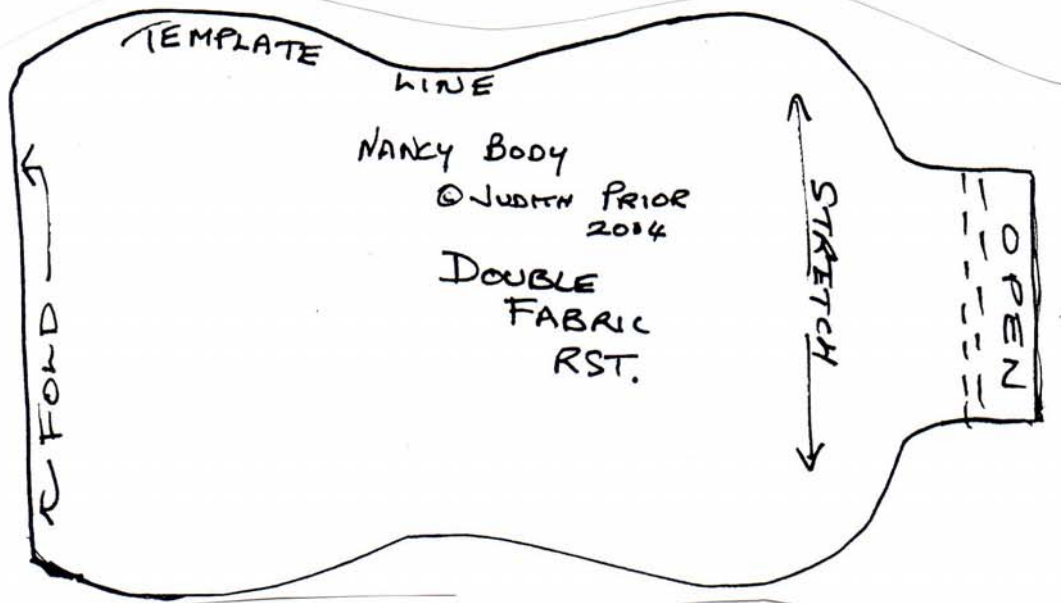 TEMPLATE
LINE
NANCY BODY
© JUDITH PRIOR
2004
DOUBLE
FABRIC
RST.
FOLD
STRETCH
OPEN